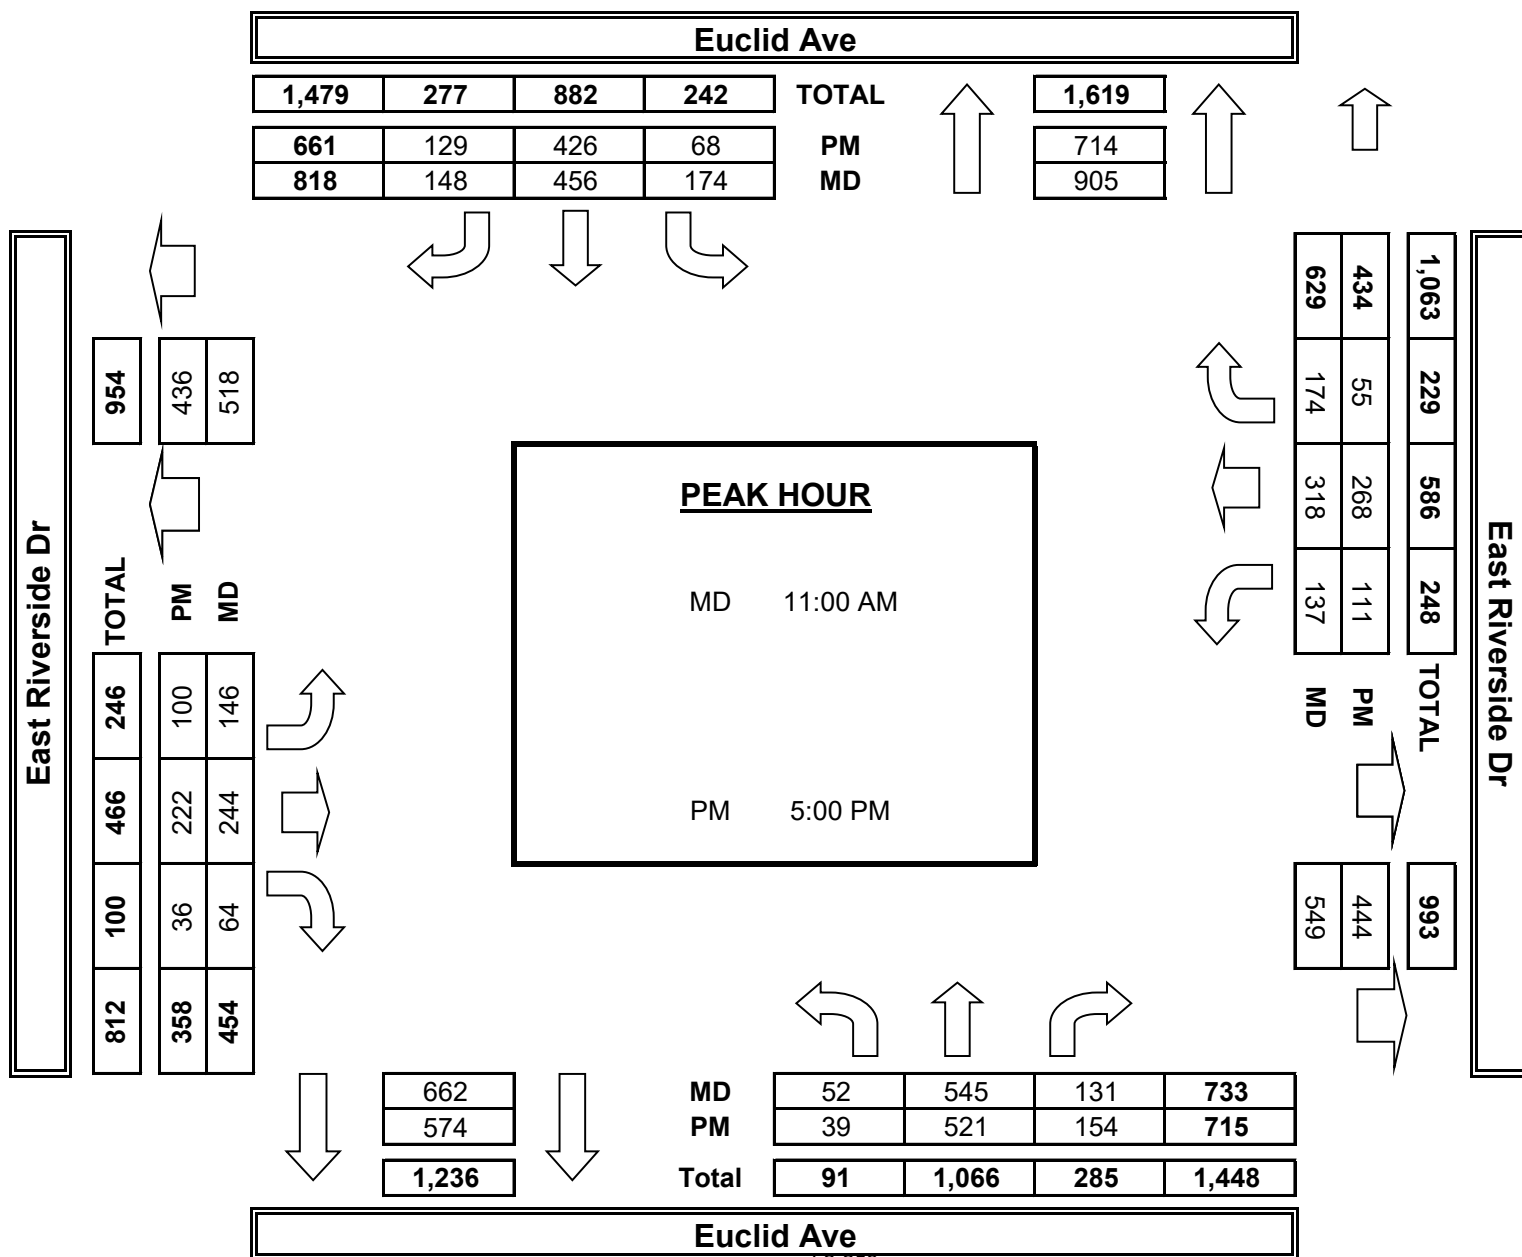 Euclid Ave
1,479 277 882 242 TOTAL 1,619
661 129 426 68 PM 714
818 148 456 174 MD 905
East Riverside Dr
954 436 518
TOTAL PM MD
246 100 146
466 222 244
100 36 64
812 358 454
PEAK HOUR
MD 11:00 AM
PM 5:00 PM
629 434 1,063
174 55 229
318 268 586
137 111 248
MD PM TOTAL
549 444 993
East Riverside Dr
662 MD 52 545 131 733
574 PM 39 521 154 715
1,236 Total 91 1,066 285 1,448
Euclid Ave